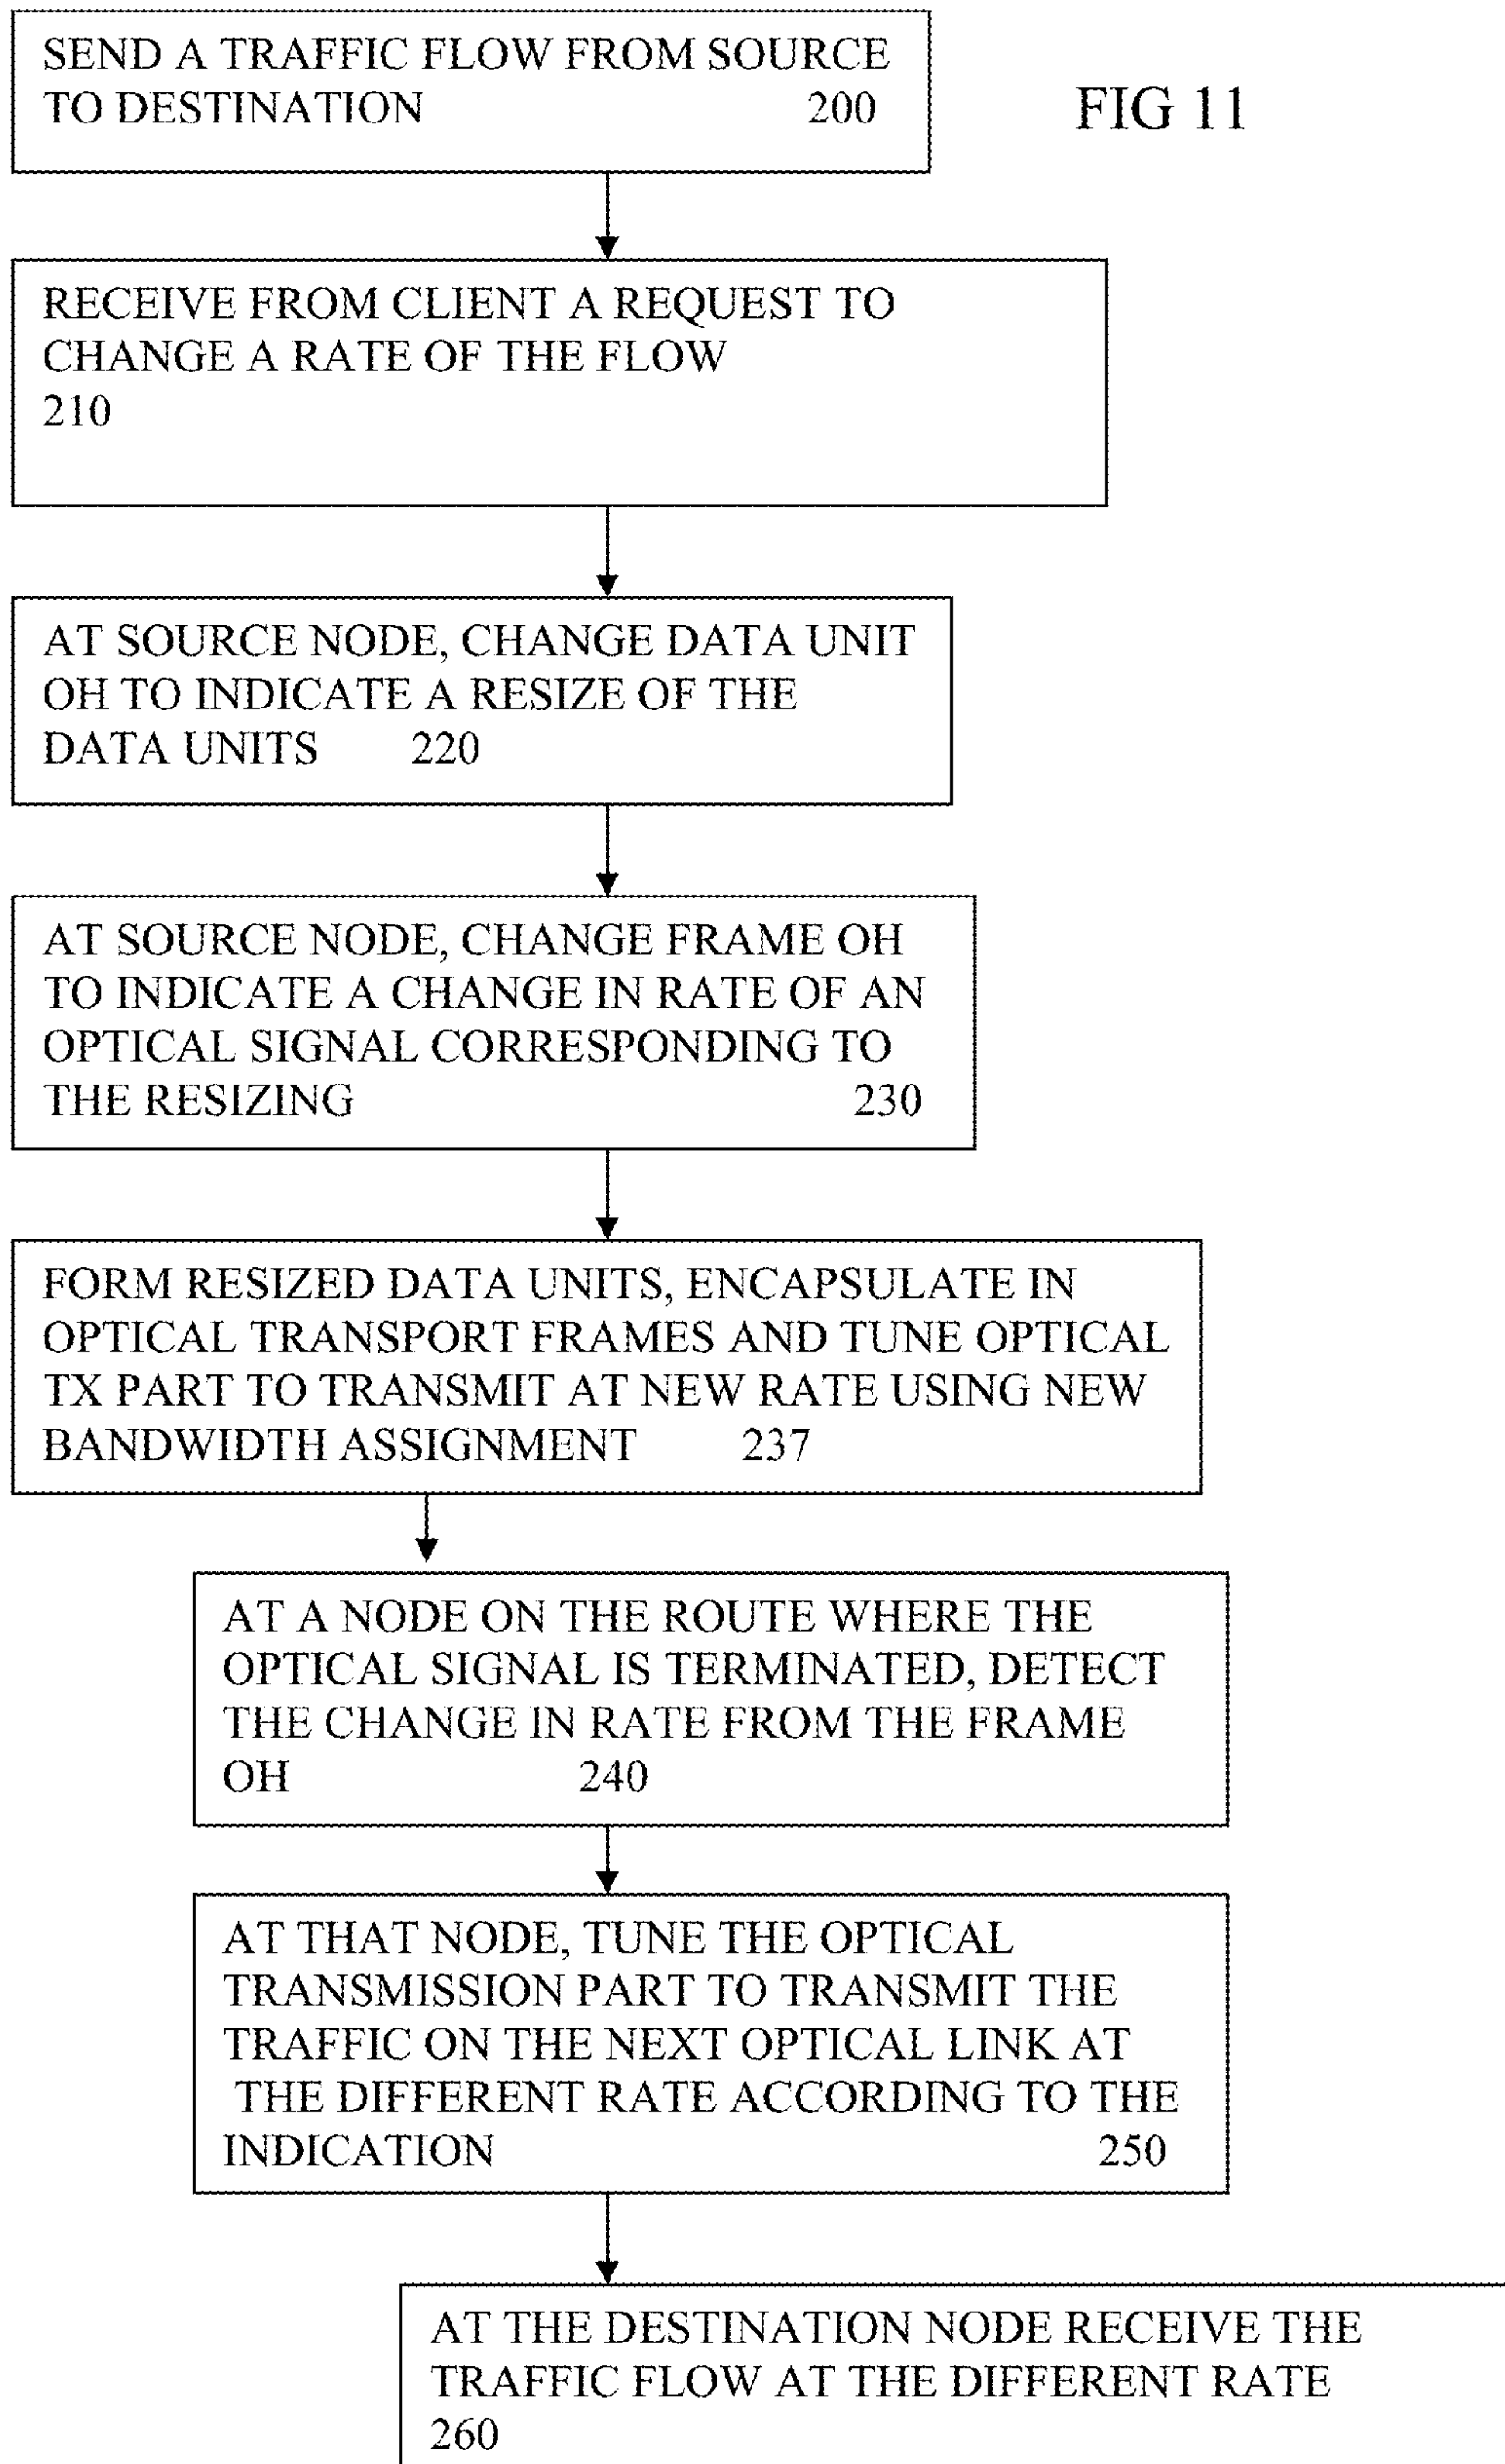 SEND A TRAFFIC FLOW FROM SOURCE
TO DESTINATION 200
FIG 11
RECEIVE FROM CLIENT A REQUEST TO
CHANGE A RATE OF THE FLOW
210
AT SOURCE NODE, CHANGE DATA UNIT
OH TO INDICATE A RESIZE OF THE
DATA UNITS 220
AT SOURCE NODE, CHANGE FRAME OH
TO INDICATE A CHANGE IN RATE OF AN
OPTICAL SIGNAL CORRESPONDING TO
THE RESIZING 230
FORM RESIZED DATA UNITS, ENCAPSULATE IN
OPTICAL TRANSPORT FRAMES AND TUNE OPTICAL
TX PART TO TRANSMIT AT NEW RATE USING NEW
BANDWIDTH ASSIGNMENT 237
AT A NODE ON THE ROUTE WHERE THE
OPTICAL SIGNAL IS TERMINATED, DETECT
THE CHANGE IN RATE FROM THE FRAME
OH 240
AT THAT NODE, TUNE THE OPTICAL
TRANSMISSION PART TO TRANSMIT THE
TRAFFIC ON THE NEXT OPTICAL LINK AT
THE DIFFERENT RATE ACCORDING TO THE
INDICATION 250
AT THE DESTINATION NODE RECEIVE THE
TRAFFIC FLOW AT THE DIFFERENT RATE
260